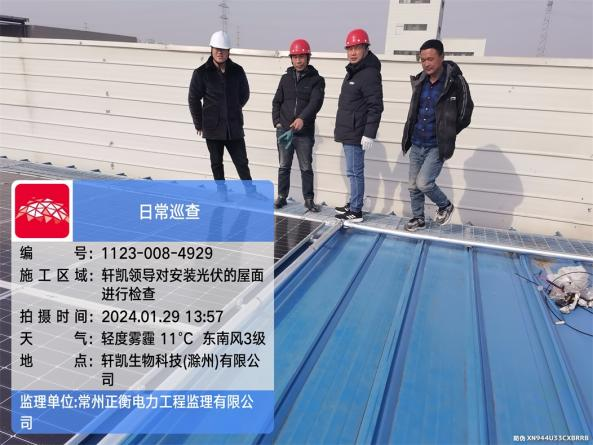 日常巡查
编号：1123-008-4929
施工区域：轩凯领导对安装光伏的屋面
进行检查
拍摄时间：2024.01.29 13:57
天气：轻度雾霾 11°C 东南风3级
地点：轩凯生物科技(滁州)有限公
司
监理单位:常州正衡电力工程监理有限公
司
防伪 XN944U33CXBRRB